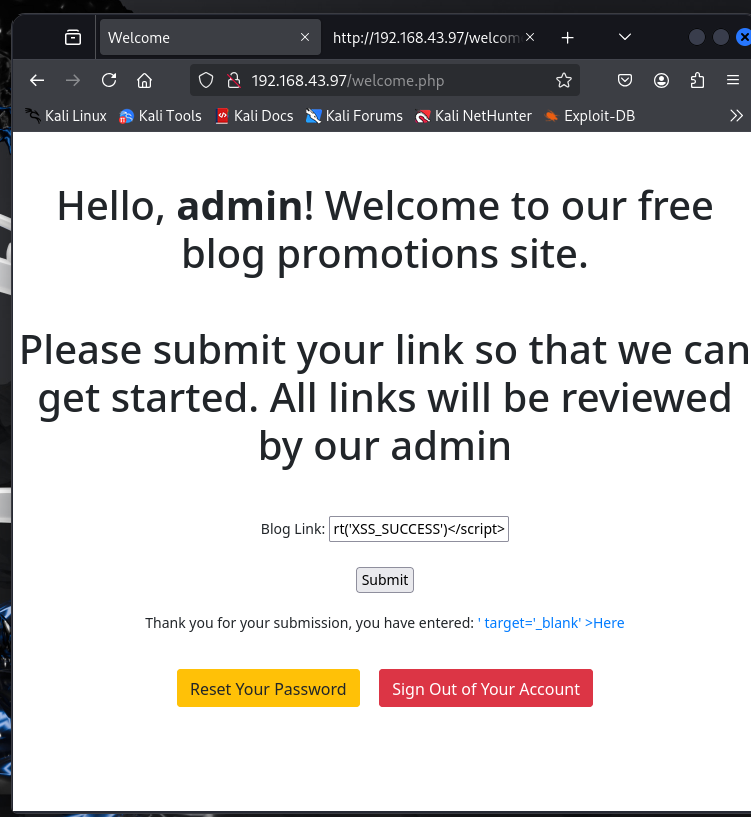 Welcome
http://192.168.43.97/welcom
192.168.43.97/welcome.php
Kali Linux
Kali Tools
Kali Docs
Kali Forums
Kali NetHunter
Exploit-DB
Hello, admin! Welcome to our free
blog promotions site.
Please submit your link so that we can
get started. All links will be reviewed
by our admin
Blog Link: rt('XSS_SUCCESS')</script>
Submit
Thank you for your submission, you have entered: ' target='_blank' >Here
Reset Your Password
Sign Out of Your Account